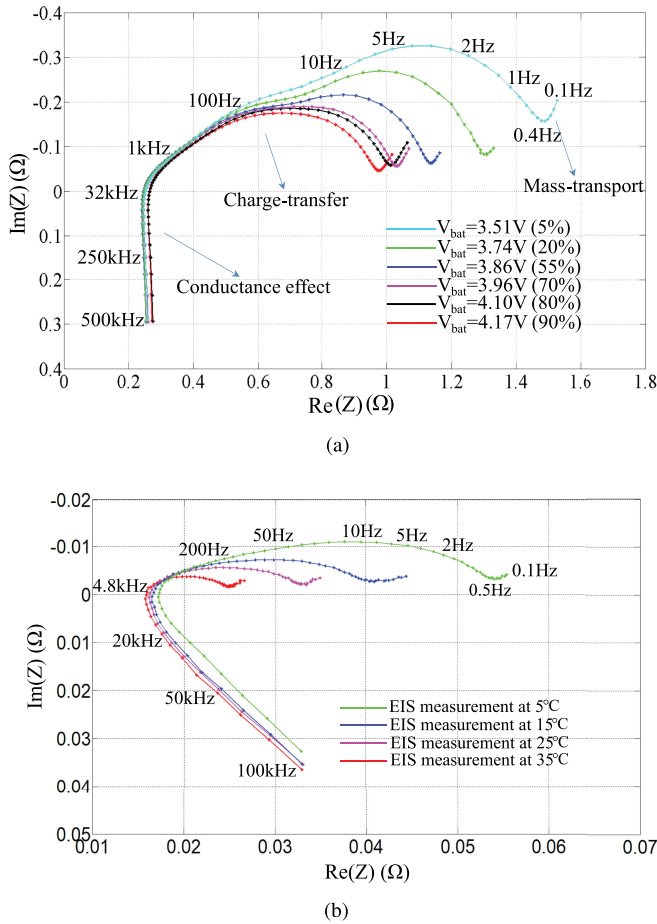 -0.4
-0.3
-0.2
-0.1
0
0.1
0.2
0.3
0.4
Im(Z) (Ω)
5Hz
2Hz
10Hz
1Hz
0.1Hz
100Hz
0.4Hz
1kHz
Mass-transport
32kHz
Charge-transfer
250kHz
Conductance effect
500kHz
V_bat=3.51V (5%)
V_bat=3.74V (20%)
V_bat=3.86V (55%)
V_bat=3.96V (70%)
V_bat=4.10V (80%)
V_bat=4.17V (90%)
0 0.2 0.4 0.6 0.8 1 1.2 1.4 1.6 1.8
Re(Z) (Ω)
(a)
-0.02
-0.01
0
0.01
0.02
0.03
0.04
0.05
Im(Z) (Ω)
10Hz
50Hz
5Hz
200Hz
2Hz
0.1Hz
0.5Hz
4.8kHz
20kHz
50kHz
100kHz
EIS measurement at 5°C
EIS measurement at 15°C
EIS measurement at 25°C
EIS measurement at 35°C
0.01 0.02 0.03 0.04 0.05 0.06 0.07
Re(Z) (Ω)
(b)